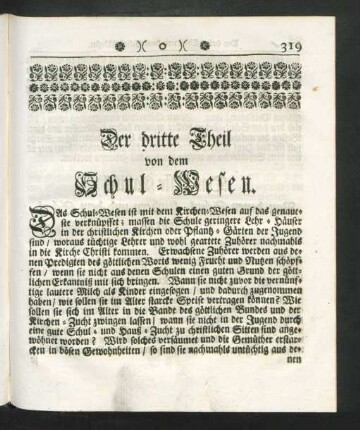 )( o )( 319
Der dritte Theil
von dem
Schul-Wesen.
DAs Schul-Wesen ist mit dem Kirchen-Wesen auf das genaue-
ste verknüpffet: massen die Schule geringere Lehr-Häuser
in der christlichen Kirchen oder Pflantz-Gärten der Jugend
sind / woraus tüchtige Lehrer und wohl geartete Zuhörer nachmahls
in die Kirche Christi kommen. Erwachsene Zuhörer werden aus de-
nen Predigten des göttlichen Worts wenig Frucht und Nutzen schöpf-
fen / wenn sie nicht aus denen Schulen einen guten Grund der gött-
lichen Erkäntniß mit sich bringen. Wann sie nicht zuvor die vernünf-
tige lautere Milch als Kinder eingesogen / und dadurch zugenommen
haben / wie sollen sie im Alter starcke Speise vertragen können? Wie
sollen sie sich im Alter in die Bande des göttlichen Bundes und der
Kirchen-Zucht zwingen lassen / wann sie nicht in der Jugend durch
eine gute Schul- und Hauß-Zucht zu christlichen Sitten sind ange-
wöhnet worden? Wird solches versäumet und die Gemüther erstar-
cken in bösen Gewohnheiten / so sind sie nachmahls untüchtig aus de-
nen